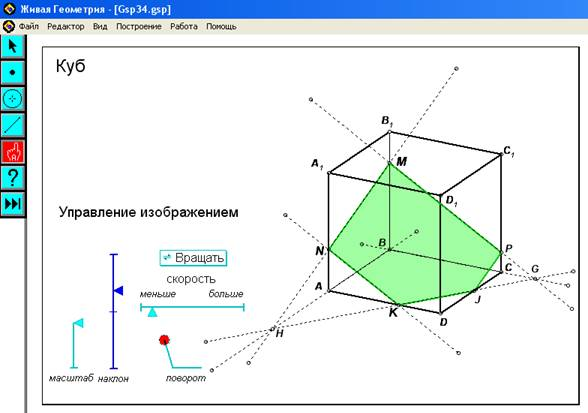 Живая Геометрия - [Gsp34.gsp]
Файл Редактор Вид Построение Работа Помощь
Куб
B₁
C₁
M
A₁
D₁
Управление изображением
N
B
P
Вращать
C
G
скорость
A
J
меньше больше
K
D
H
масштаб наклон поворот